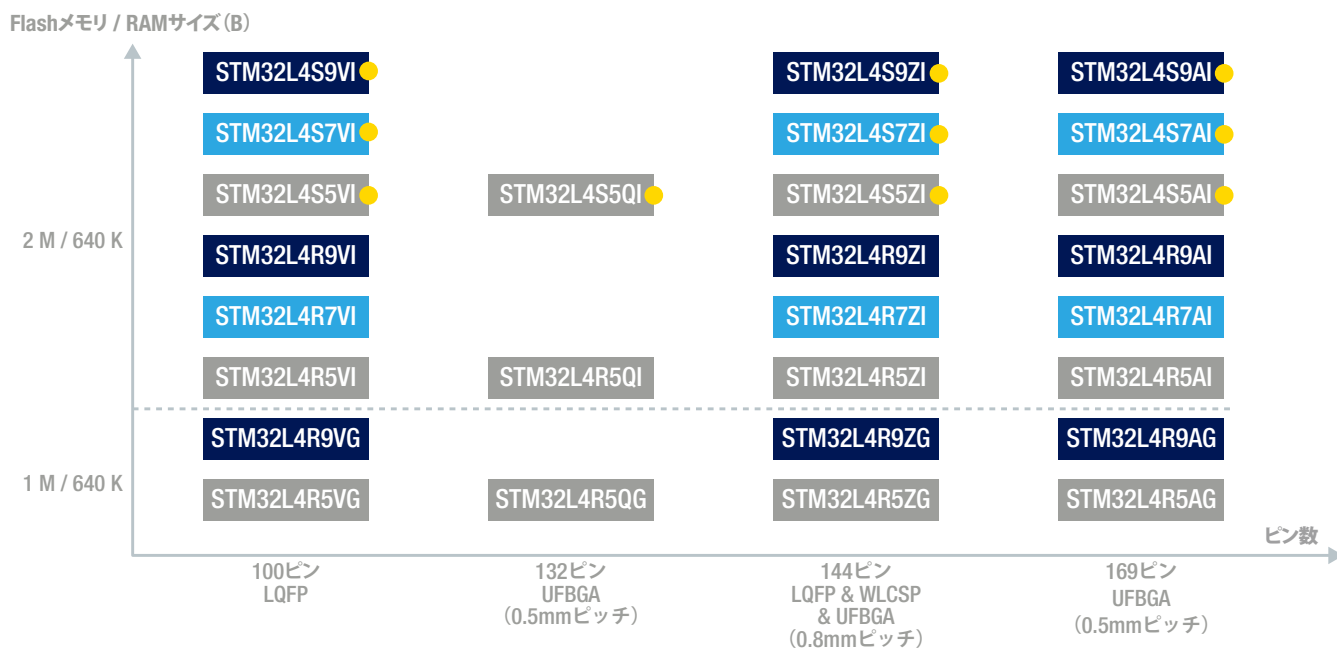 Flashメモリ / RAMサイズ（B）
STM32L4S9VI STM32L4S9ZI STM32L4S9AI
STM32L4S7VI STM32L4S7ZI STM32L4S7AI
STM32L4S5VI STM32L4S5QI STM32L4S5ZI STM32L4S5AI
2 M / 640 K
STM32L4R9VI STM32L4R9ZI STM32L4R9AI
STM32L4R7VI STM32L4R7ZI STM32L4R7AI
STM32L4R5VI STM32L4R5QI STM32L4R5ZI STM32L4R5AI
STM32L4R9VG STM32L4R9ZG STM32L4R9AG
1 M / 640 K
STM32L4R5VG STM32L4R5QG STM32L4R5ZG STM32L4R5AG
ピン数
100ピン
LQFP
132ピン
UFBGA
（0.5mmピッチ）
144ピン
LQFP & WLCSP
& UFBGA
（0.8mmピッチ）
169ピン
UFBGA
（0.5mmピッチ）